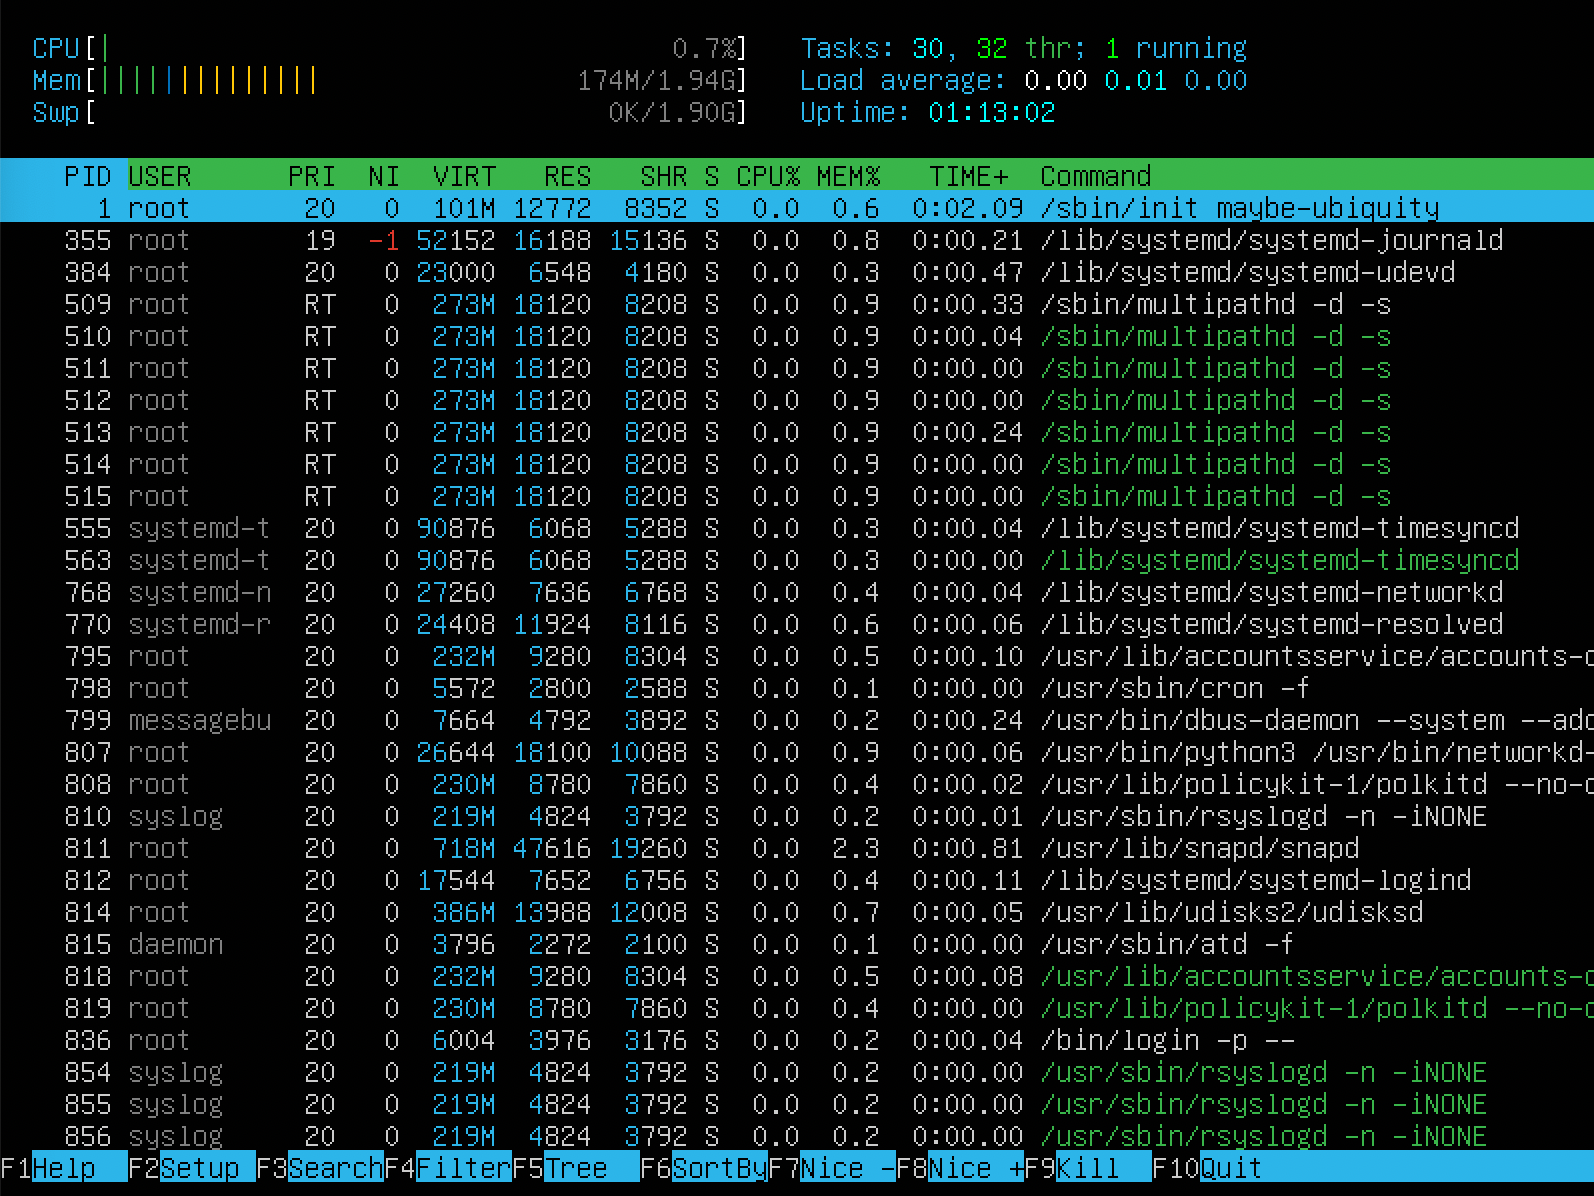 CPU[| 0.7%] Tasks: 30, 32 thr; 1 running
Mem[|||||||||||||| 174M/1.94G] Load average: 0.00 0.01 0.00
Swp[ 0K/1.90G] Uptime: 01:13:02
PID USER PRI NI VIRT RES SHR S CPU% MEM% TIME+ Command
1 root 20 0 101M 12772 8352 S 0.0 0.6 0:02.09 /sbin/init maybe-ubiquity
355 root 19 -1 52152 16188 15136 S 0.0 0.8 0:00.21 /lib/systemd/systemd-journald
384 root 20 0 23000 6548 4180 S 0.0 0.3 0:00.47 /lib/systemd/systemd-udevd
509 root RT 0 273M 18120 8208 S 0.0 0.9 0:00.33 /sbin/multipathd -d -s
510 root RT 0 273M 18120 8208 S 0.0 0.9 0:00.04 /sbin/multipathd -d -s
511 root RT 0 273M 18120 8208 S 0.0 0.9 0:00.00 /sbin/multipathd -d -s
512 root RT 0 273M 18120 8208 S 0.0 0.9 0:00.00 /sbin/multipathd -d -s
513 root RT 0 273M 18120 8208 S 0.0 0.9 0:00.24 /sbin/multipathd -d -s
514 root RT 0 273M 18120 8208 S 0.0 0.9 0:00.00 /sbin/multipathd -d -s
515 root RT 0 273M 18120 8208 S 0.0 0.9 0:00.00 /sbin/multipathd -d -s
555 systemd-t 20 0 90876 6068 5288 S 0.0 0.3 0:00.04 /lib/systemd/systemd-timesyncd
563 systemd-t 20 0 90876 6068 5288 S 0.0 0.3 0:00.00 /lib/systemd/systemd-timesyncd
768 systemd-n 20 0 27260 7636 6768 S 0.0 0.4 0:00.04 /lib/systemd/systemd-networkd
770 systemd-r 20 0 24408 11924 8116 S 0.0 0.6 0:00.06 /lib/systemd/systemd-resolved
795 root 20 0 232M 9280 8304 S 0.0 0.5 0:00.10 /usr/lib/accountsservice/accounts-d
798 root 20 0 5572 2800 2588 S 0.0 0.1 0:00.00 /usr/sbin/cron -f
799 messagebu 20 0 7664 4792 3892 S 0.0 0.2 0:00.24 /usr/bin/dbus-daemon --system --add
807 root 20 0 26644 18100 10088 S 0.0 0.9 0:00.06 /usr/bin/python3 /usr/bin/networkd-
808 root 20 0 230M 8780 7860 S 0.0 0.4 0:00.02 /usr/lib/policykit-1/polkitd --no-d
810 syslog 20 0 219M 4824 3792 S 0.0 0.2 0:00.01 /usr/sbin/rsyslogd -n -iNONE
811 root 20 0 718M 47616 19260 S 0.0 2.3 0:00.81 /usr/lib/snapd/snapd
812 root 20 0 17544 7652 6756 S 0.0 0.4 0:00.11 /lib/systemd/systemd-logind
814 root 20 0 386M 13988 12008 S 0.0 0.7 0:00.05 /usr/lib/udisks2/udisksd
815 daemon 20 0 3796 2272 2100 S 0.0 0.1 0:00.00 /usr/sbin/atd -f
818 root 20 0 232M 9280 8304 S 0.0 0.5 0:00.08 /usr/lib/accountsservice/accounts-d
819 root 20 0 230M 8780 7860 S 0.0 0.4 0:00.00 /usr/lib/policykit-1/polkitd --no-d
836 root 20 0 6004 3976 3176 S 0.0 0.2 0:00.04 /bin/login -p --
854 syslog 20 0 219M 4824 3792 S 0.0 0.2 0:00.00 /usr/sbin/rsyslogd -n -iNONE
855 syslog 20 0 219M 4824 3792 S 0.0 0.2 0:00.00 /usr/sbin/rsyslogd -n -iNONE
856 syslog 20 0 219M 4824 3792 S 0.0 0.2 0:00.00 /usr/sbin/rsyslogd -n -iNONE
F1Help F2Setup F3SearchF4FilterF5Tree F6SortByF7Nice -F8Nice +F9Kill F10Quit